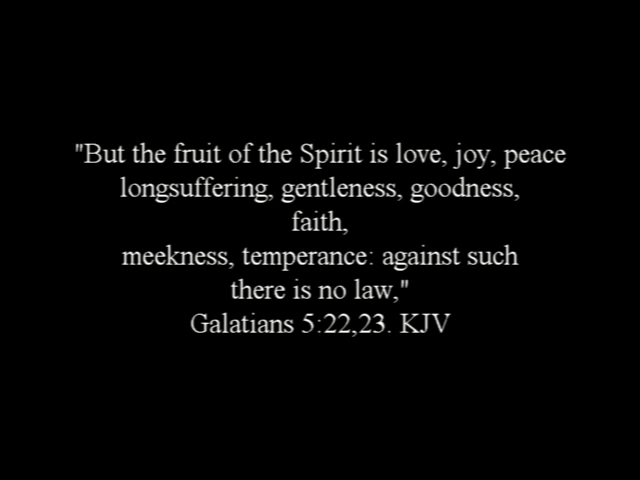 "But the fruit of the Spirit is love, joy, peace
longsuffering, gentleness, goodness,
faith,
meekness, temperance: against such
there is no law,"
Galatians 5:22,23. KJV